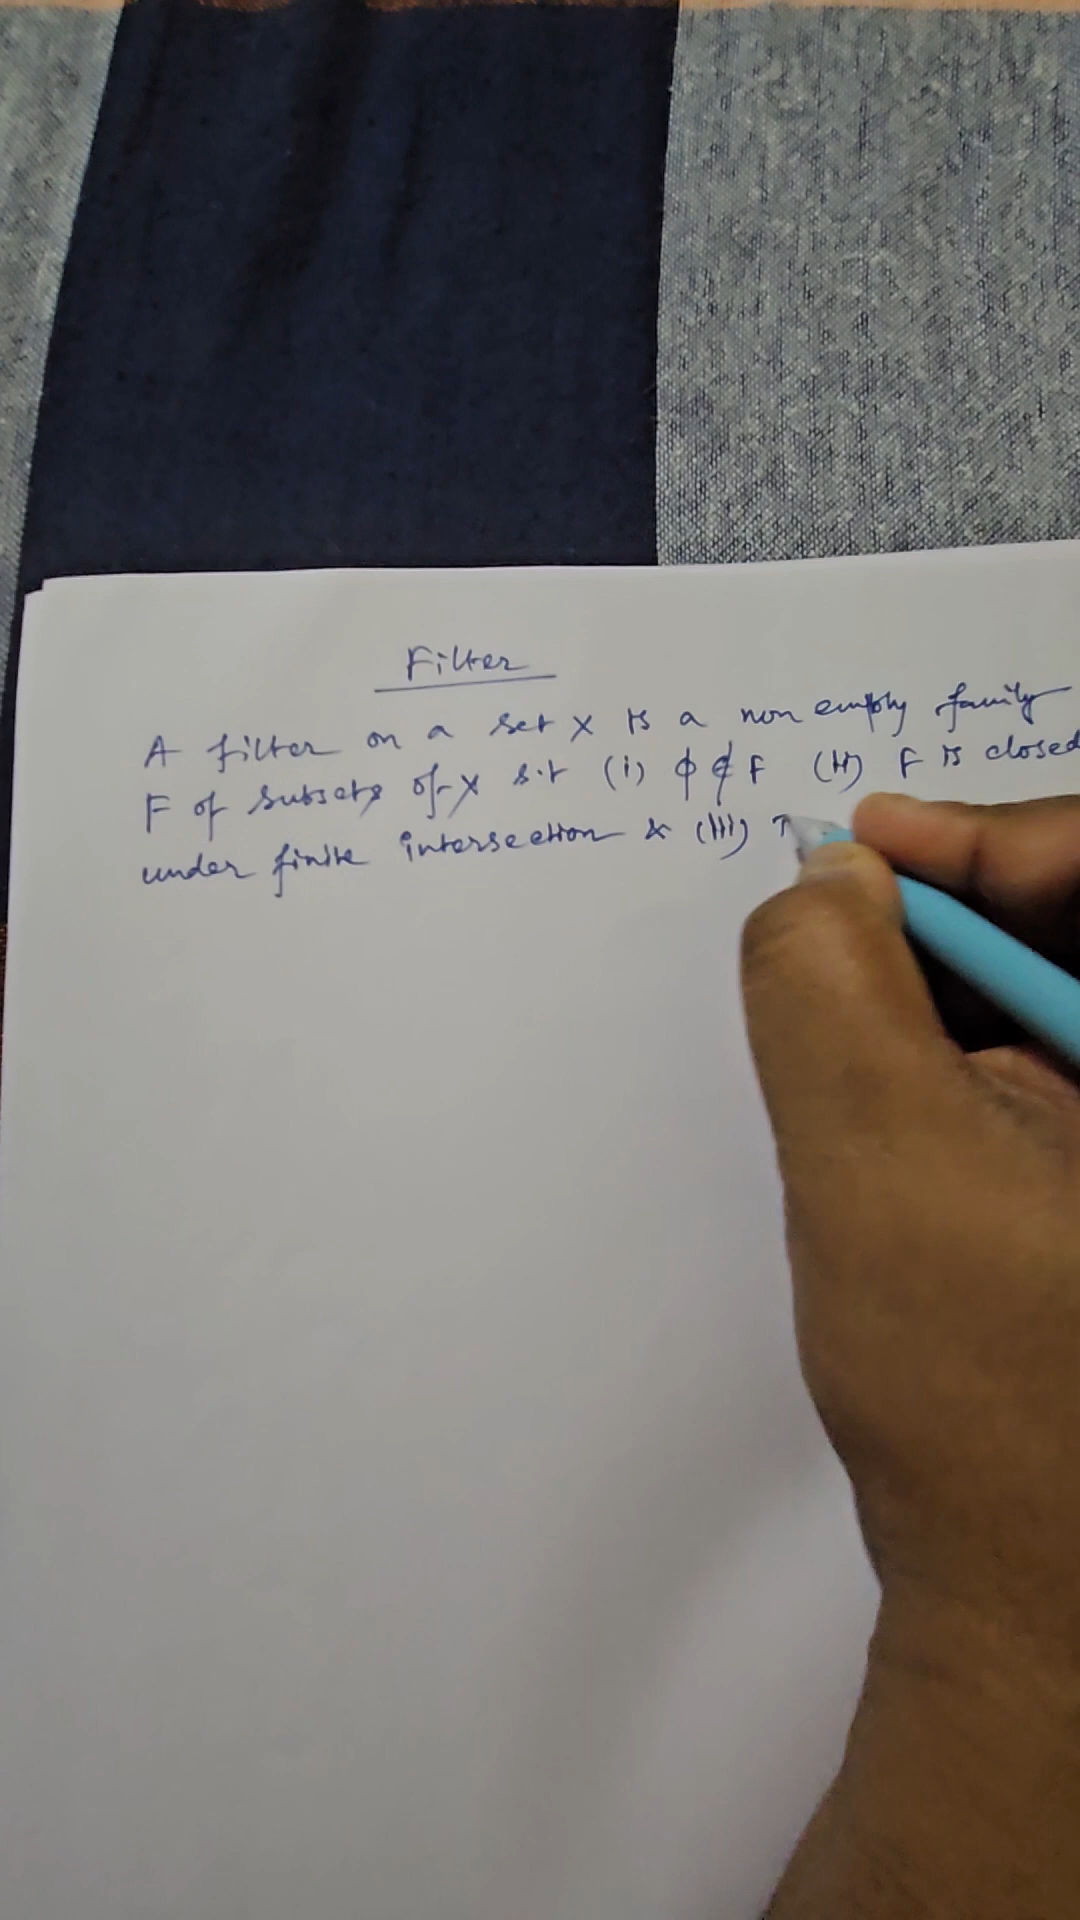 Filter
A filter on a set X is a non empty family
F of subsets of X s.t (i) ϕ ∉ F (ii) F is closed
under finite intersection & (iii)